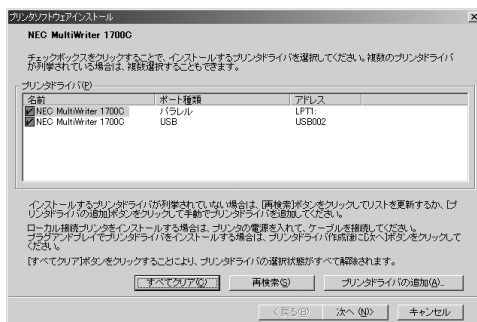 プリンタソフトウェアインストール
NEC MultiWriter 1700C
チェックボックスをクリックすることで、インストールするプリンタドライバを選択してください。複数のプリンタドライバ
が列挙されている場合は、複数選択することもできます。
プリンタドライバ(P)
名前 ポート種類 アドレス
NEC MultiWriter 1700C パラレル LPT1:
NEC MultiWriter 1700C USB USB002
インストールするプリンタドライバが列挙されていない場合は、[再検索]ボタンをクリックしてリストを更新するか、[プ
リンタドライバの追加]ボタンをクリックして手動でプリンタドライバを追加してください。
ローカル接続プリンタをインストールする場合は、プリンタの電源を入れて、ケーブルを接続してください。
プラグアンドプレイでプリンタドライバをインストールする場合は、プリンタドライバ作成後に[次へ]ボタンをクリックして
ください。
[すべてクリア]ボタンをクリックすることにより、プリンタドライバの選択状態がすべて解除されます。
すべてクリア(C) 再検索(S) プリンタドライバの追加(A)...
< 戻る(B) 次へ (N)> キャンセル